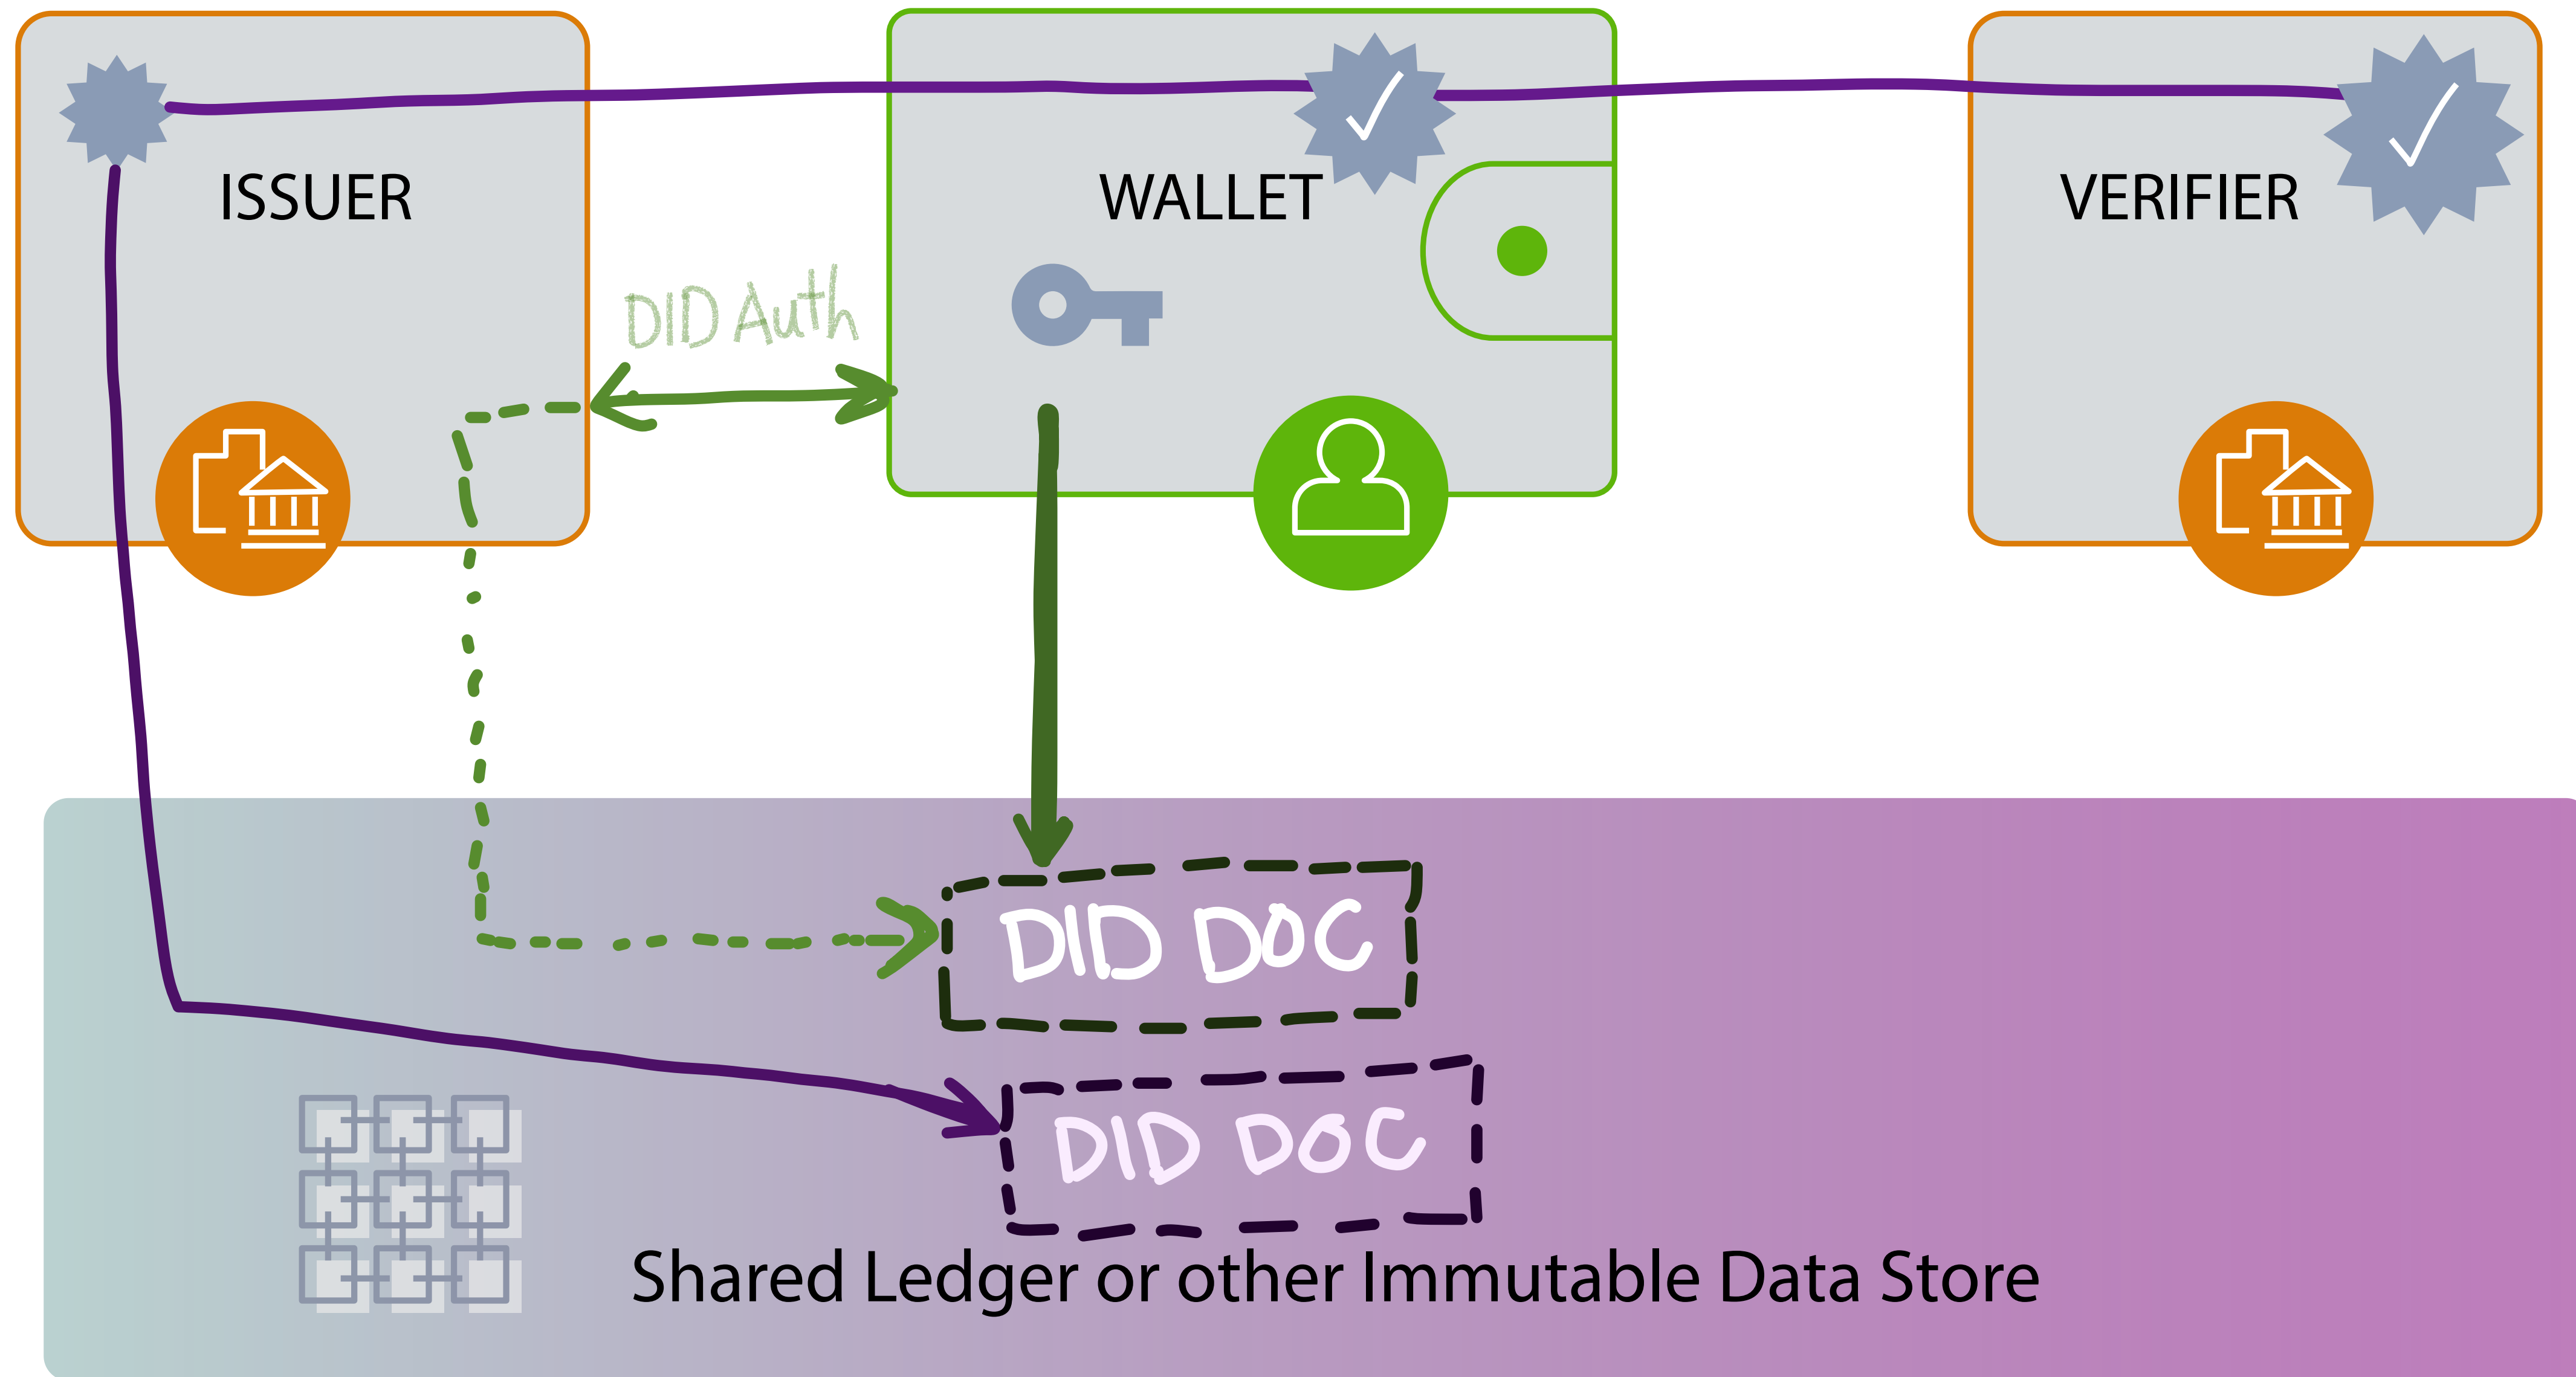 ISSUER
WALLET
VERIFIER
DID Auth
DID DOC
DID DOC
Shared Ledger or other Immutable Data Store